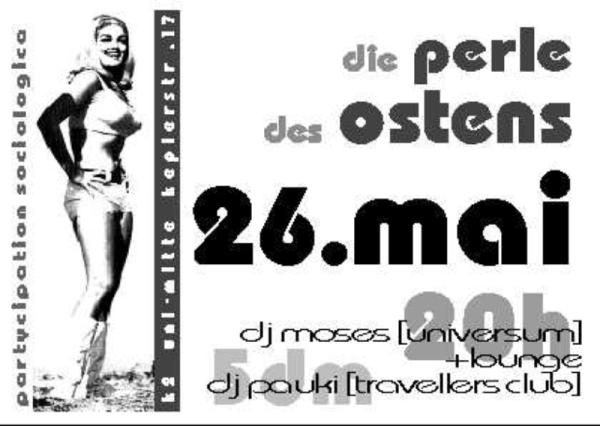 partycipation sociologica
k2 uni-mitte keplerstr .17
die perle
des ostens
26.mai
20h
dj moses [universum]
+lounge
5dm
dj pauki [travellers club]